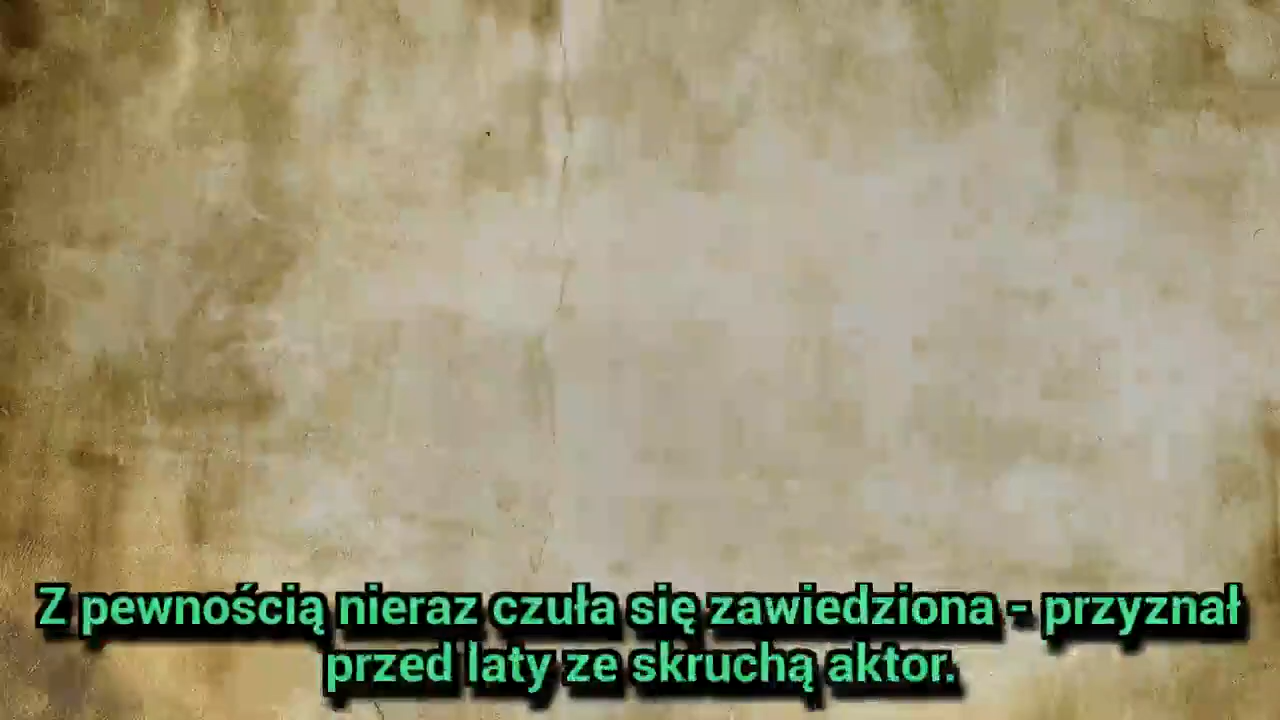 Z pewnością nieraz czuła się zawiedziona - przyznał
przed laty ze skruchą aktor.